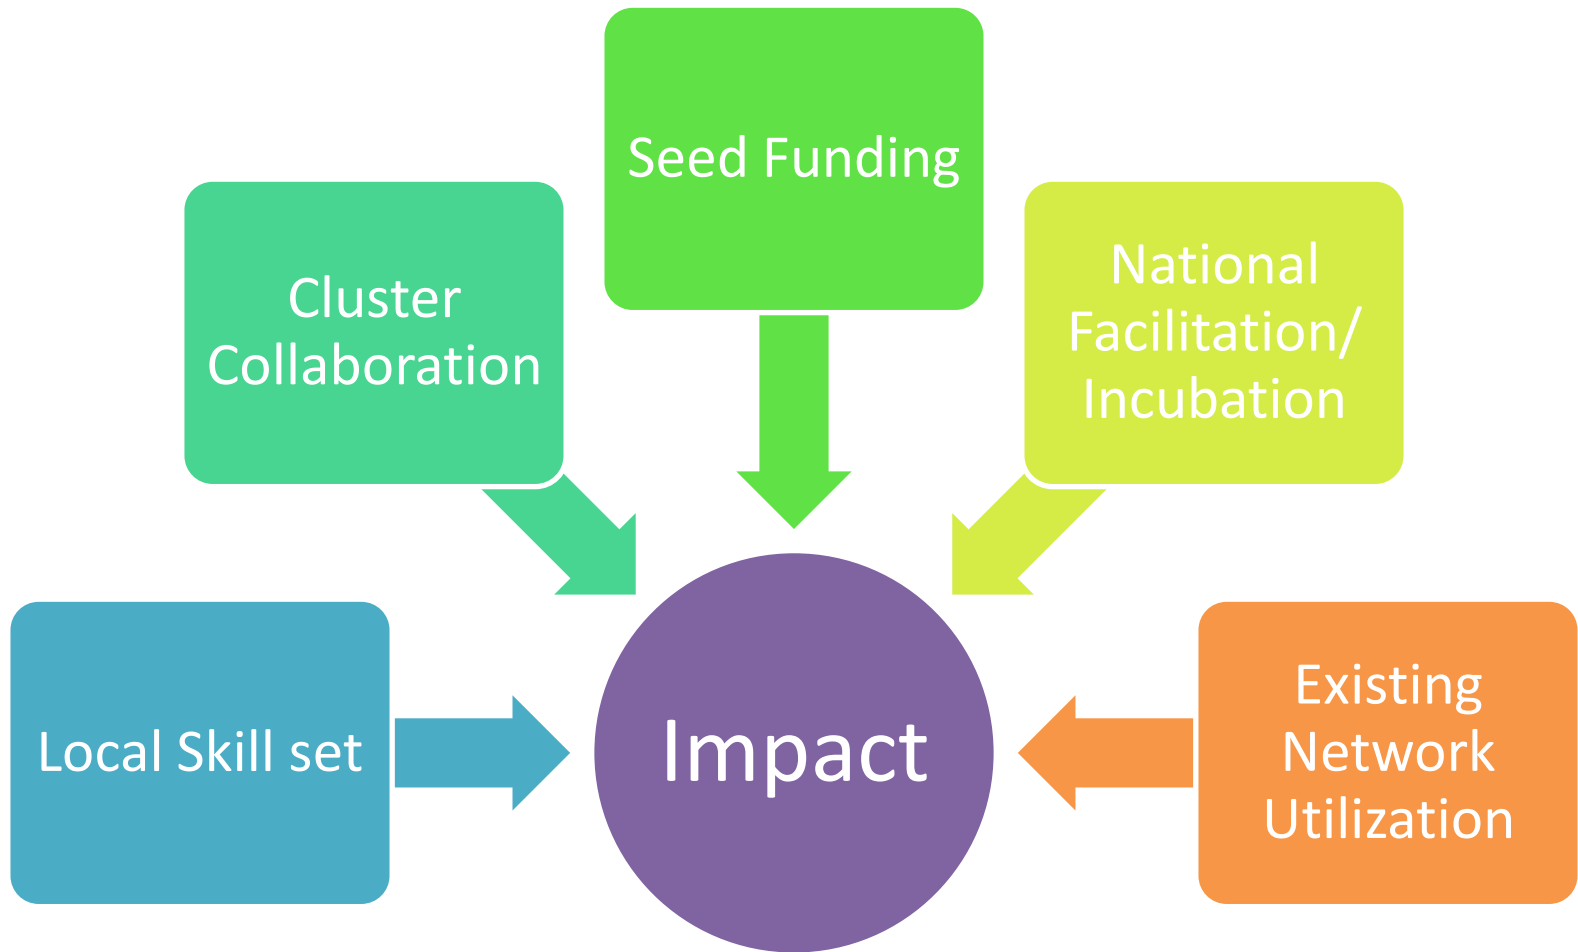 Seed Funding
Cluster
Collaboration
National
Facilitation/
Incubation
Local Skill set
Impact
Existing
Network
Utilization